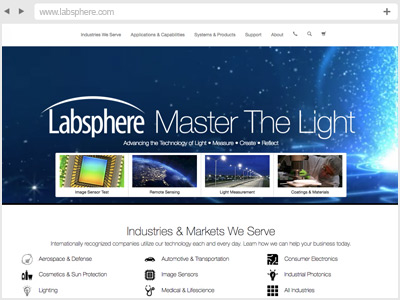 www.labsphere.com
Industries We Serve Applications & Capabilities Systems & Products Support About
Labsphere Master The Light
Advancing the Technology of Light • Measure • Create • Reflect
Image Sensor Test Remote Sensing Light Measurement Coatings & Materials
Industries & Markets We Serve
Internationally recognized companies utilize our technology each and every day. Learn how we can help your business today.
Aerospace & Defense Automotive & Transportation Consumer Electronics
Cosmetics & Sun Protection Image Sensors Industrial Photonics
Lighting Medical & Lifescience All Industries